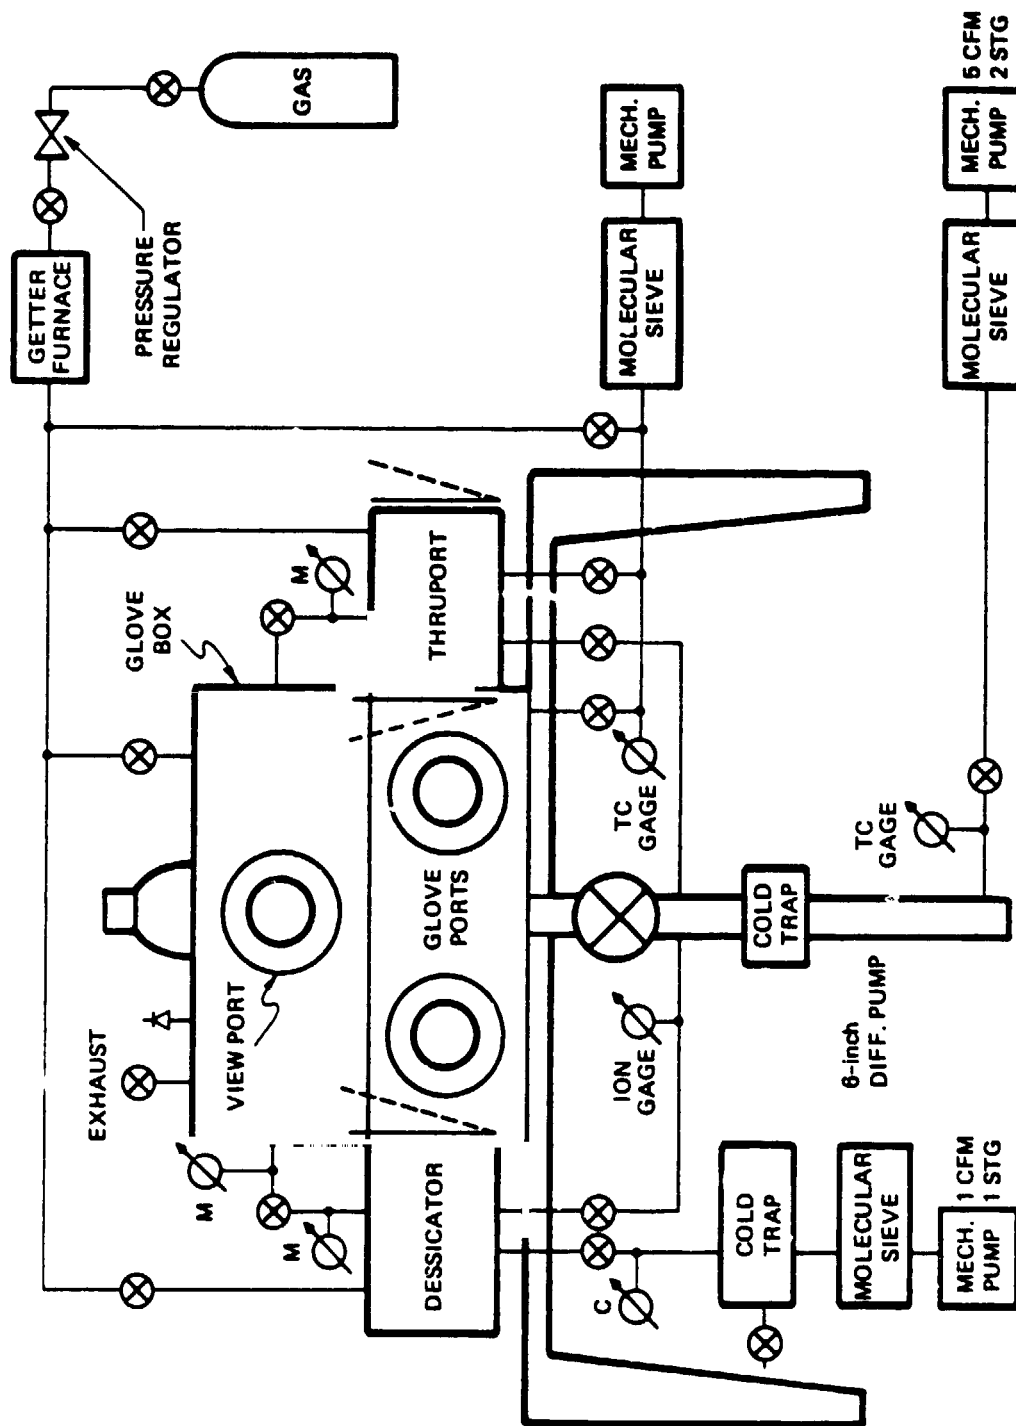 EXHAUST
GLOVE
BOX
GETTER
FURNACE
PRESSURE
REGULATOR
GAS
M
VIEW PORT
M
M
DESSICATOR
GLOVE
PORTS
THRUPORT
C
ION
GAGE
TC
GAGE
MOLECULAR
SIEVE
MECH.
PUMP
COLD
TRAP
COLD
TRAP
TC
GAGE
MOLECULAR
SIEVE
6-inch
DIFF. PUMP
MECH.
PUMP
1 CFM
1 STG
MOLECULAR
SIEVE
MECH.
PUMP
5 CFM
2 STG